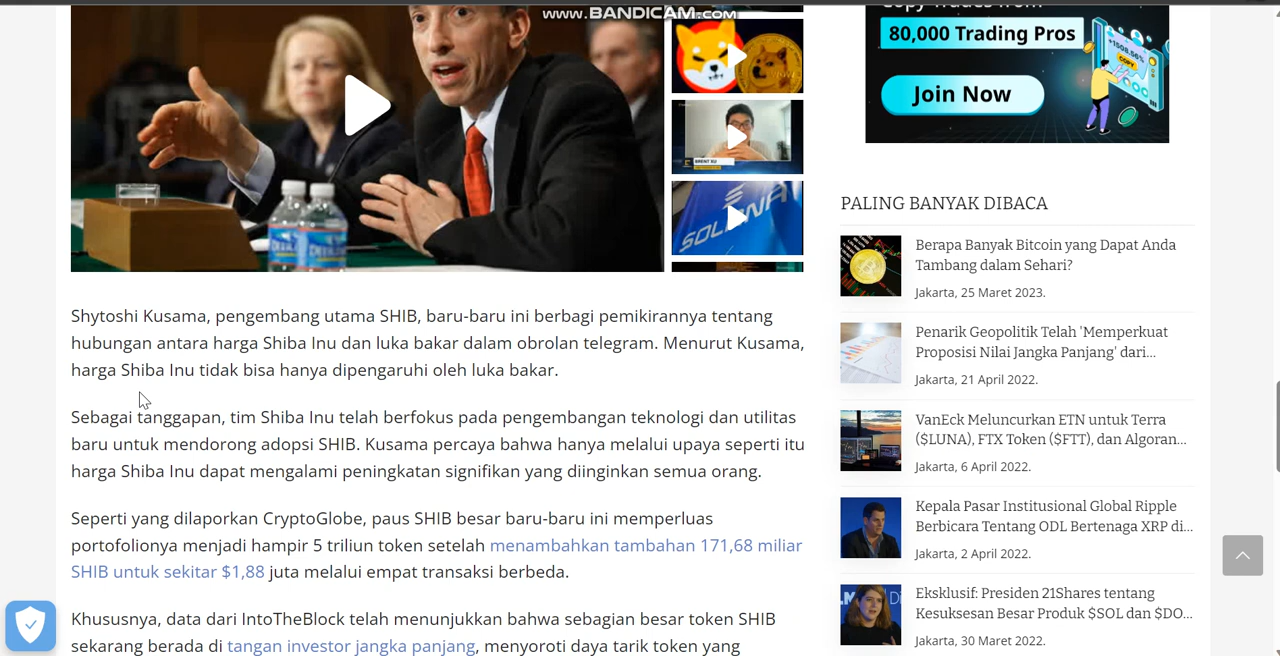 www.BANDICAM.com
Copy Trades from
80,000 Trading Pros
+1508.56%
COPY
Join Now
BRENT XU
SOLANA
PALING BANYAK DIBACA
Berapa Banyak Bitcoin yang Dapat Anda
Tambang dalam Sehari?
Jakarta, 25 Maret 2023.
Penarik Geopolitik Telah 'Memperkuat
Proposisi Nilai Jangka Panjang' dari...
Jakarta, 21 April 2022.
VanEck Meluncurkan ETN untuk Terra
($LUNA), FTX Token ($FTT), dan Algoran...
Jakarta, 6 April 2022.
Kepala Pasar Institusional Global Ripple
Berbicara Tentang ODL Bertenaga XRP di...
Jakarta, 2 April 2022.
Eksklusif: Presiden 21Shares tentang
Kesuksesan Besar Produk $SOL dan $DO...
Jakarta, 30 Maret 2022.
Shytoshi Kusama, pengembang utama SHIB, baru-baru ini berbagi pemikirannya tentang
hubungan antara harga Shiba Inu dan luka bakar dalam obrolan telegram. Menurut Kusama,
harga Shiba Inu tidak bisa hanya dipengaruhi oleh luka bakar.
Sebagai tanggapan, tim Shiba Inu telah berfokus pada pengembangan teknologi dan utilitas
baru untuk mendorong adopsi SHIB. Kusama percaya bahwa hanya melalui upaya seperti itu
harga Shiba Inu dapat mengalami peningkatan signifikan yang diinginkan semua orang.
Seperti yang dilaporkan CryptoGlobe, paus SHIB besar baru-baru ini memperluas
portofolionya menjadi hampir 5 triliun token setelah menambahkan tambahan 171,68 miliar
SHIB untuk sekitar $1,88 juta melalui empat transaksi berbeda.
Khususnya, data dari IntoTheBlock telah menunjukkan bahwa sebagian besar token SHIB
sekarang berada di tangan investor jangka panjang, menyoroti daya tarik token yang